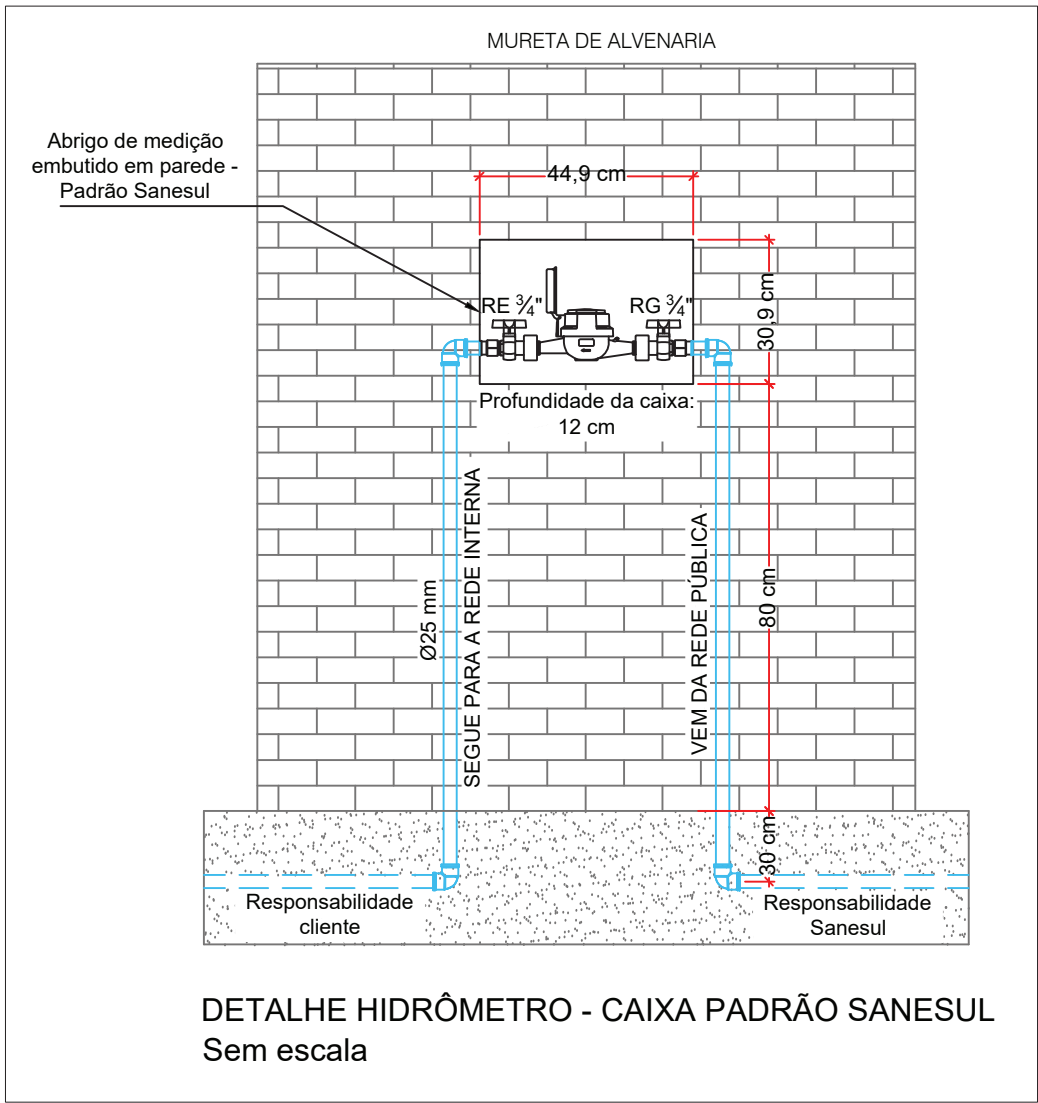 MURETA DE ALVENARIA
Abrigo de medição
embutido em parede -
Padrão Sanesul
44,9 cm
RE ¾"
RG ¾"
30,9 cm
Profundidade da caixa:
12 cm
SEGUE PARA A REDE INTERNA
Ø25 mm
VEM DA REDE PÚBLICA
80 cm
30 cm
Responsabilidade
cliente
Responsabilidade
Sanesul
DETALHE HIDRÔMETRO - CAIXA PADRÃO SANESUL
Sem escala